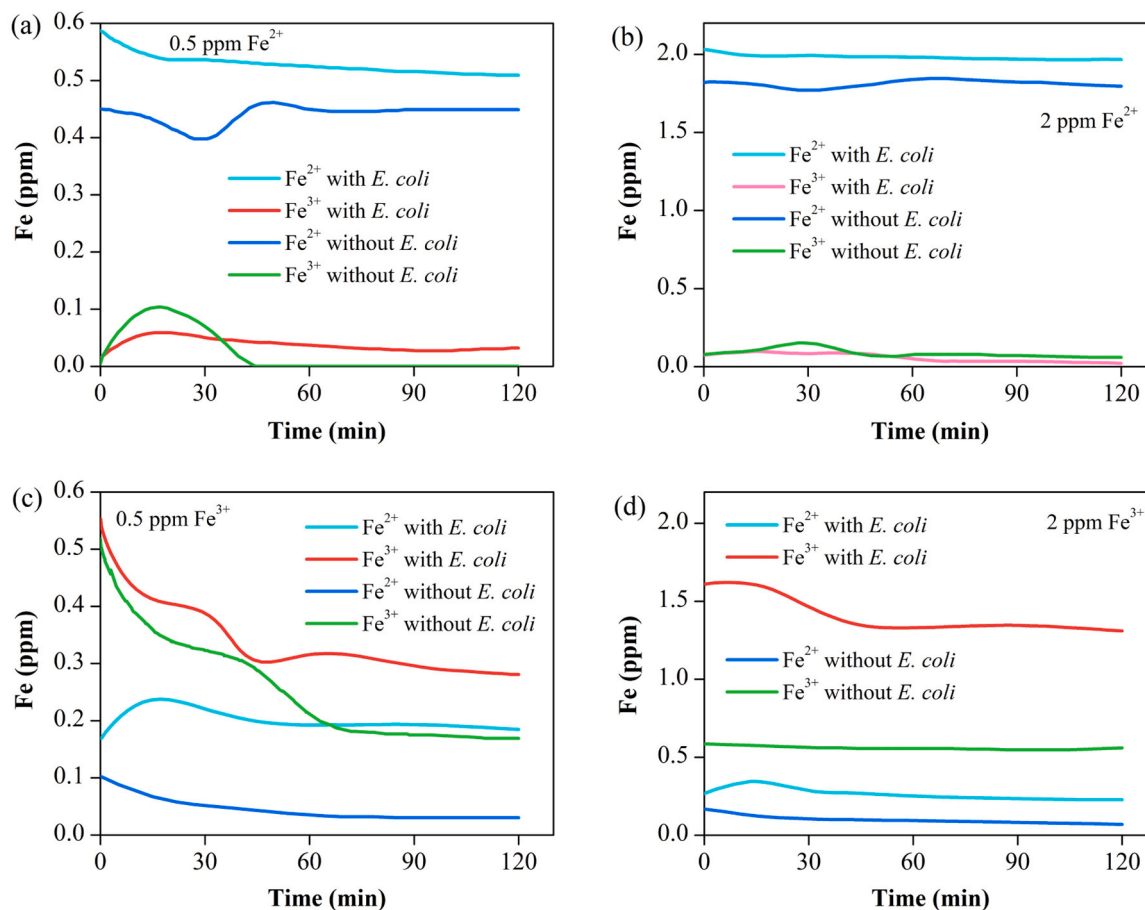 (a)
0.5 ppm Fe²⁺
Fe (ppm)
0.6
0.5
0.4
0.3
0.2
0.1
0.0
Fe²⁺ with E. coli
Fe³⁺ with E. coli
Fe²⁺ without E. coli
Fe³⁺ without E. coli
0 30 60 90 120
Time (min)
(b)
2 ppm Fe²⁺
Fe (ppm)
2.0
1.5
1.0
0.5
0.0
Fe²⁺ with E. coli
Fe³⁺ with E. coli
Fe²⁺ without E. coli
Fe³⁺ without E. coli
0 30 60 90 120
Time (min)
(c)
0.5 ppm Fe³⁺
Fe (ppm)
0.6
0.5
0.4
0.3
0.2
0.1
0.0
Fe²⁺ with E. coli
Fe³⁺ with E. coli
Fe²⁺ without E. coli
Fe³⁺ without E. coli
0 30 60 90 120
Time (min)
(d)
2 ppm Fe³⁺
Fe (ppm)
2.0
1.5
1.0
0.5
0.0
Fe²⁺ with E. coli
Fe³⁺ with E. coli
Fe²⁺ without E. coli
Fe³⁺ without E. coli
0 30 60 90 120
Time (min)